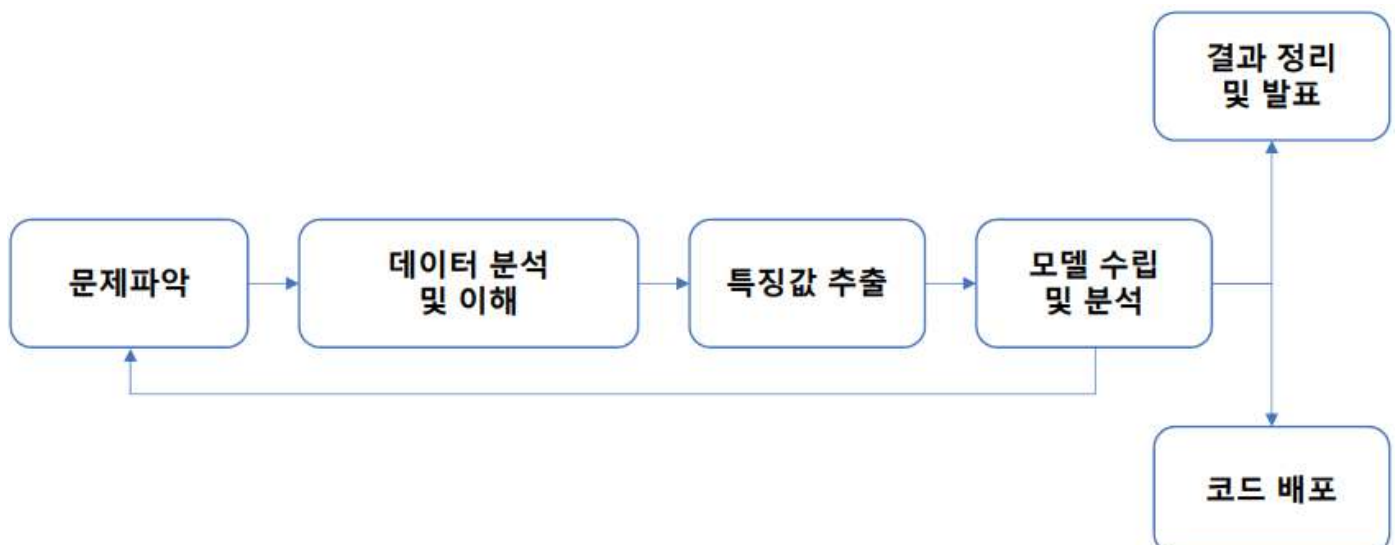 결과 정리
및 발표
문제파악
데이터 분석
및 이해
특징값 추출
모델 수립
및 분석
코드 배포